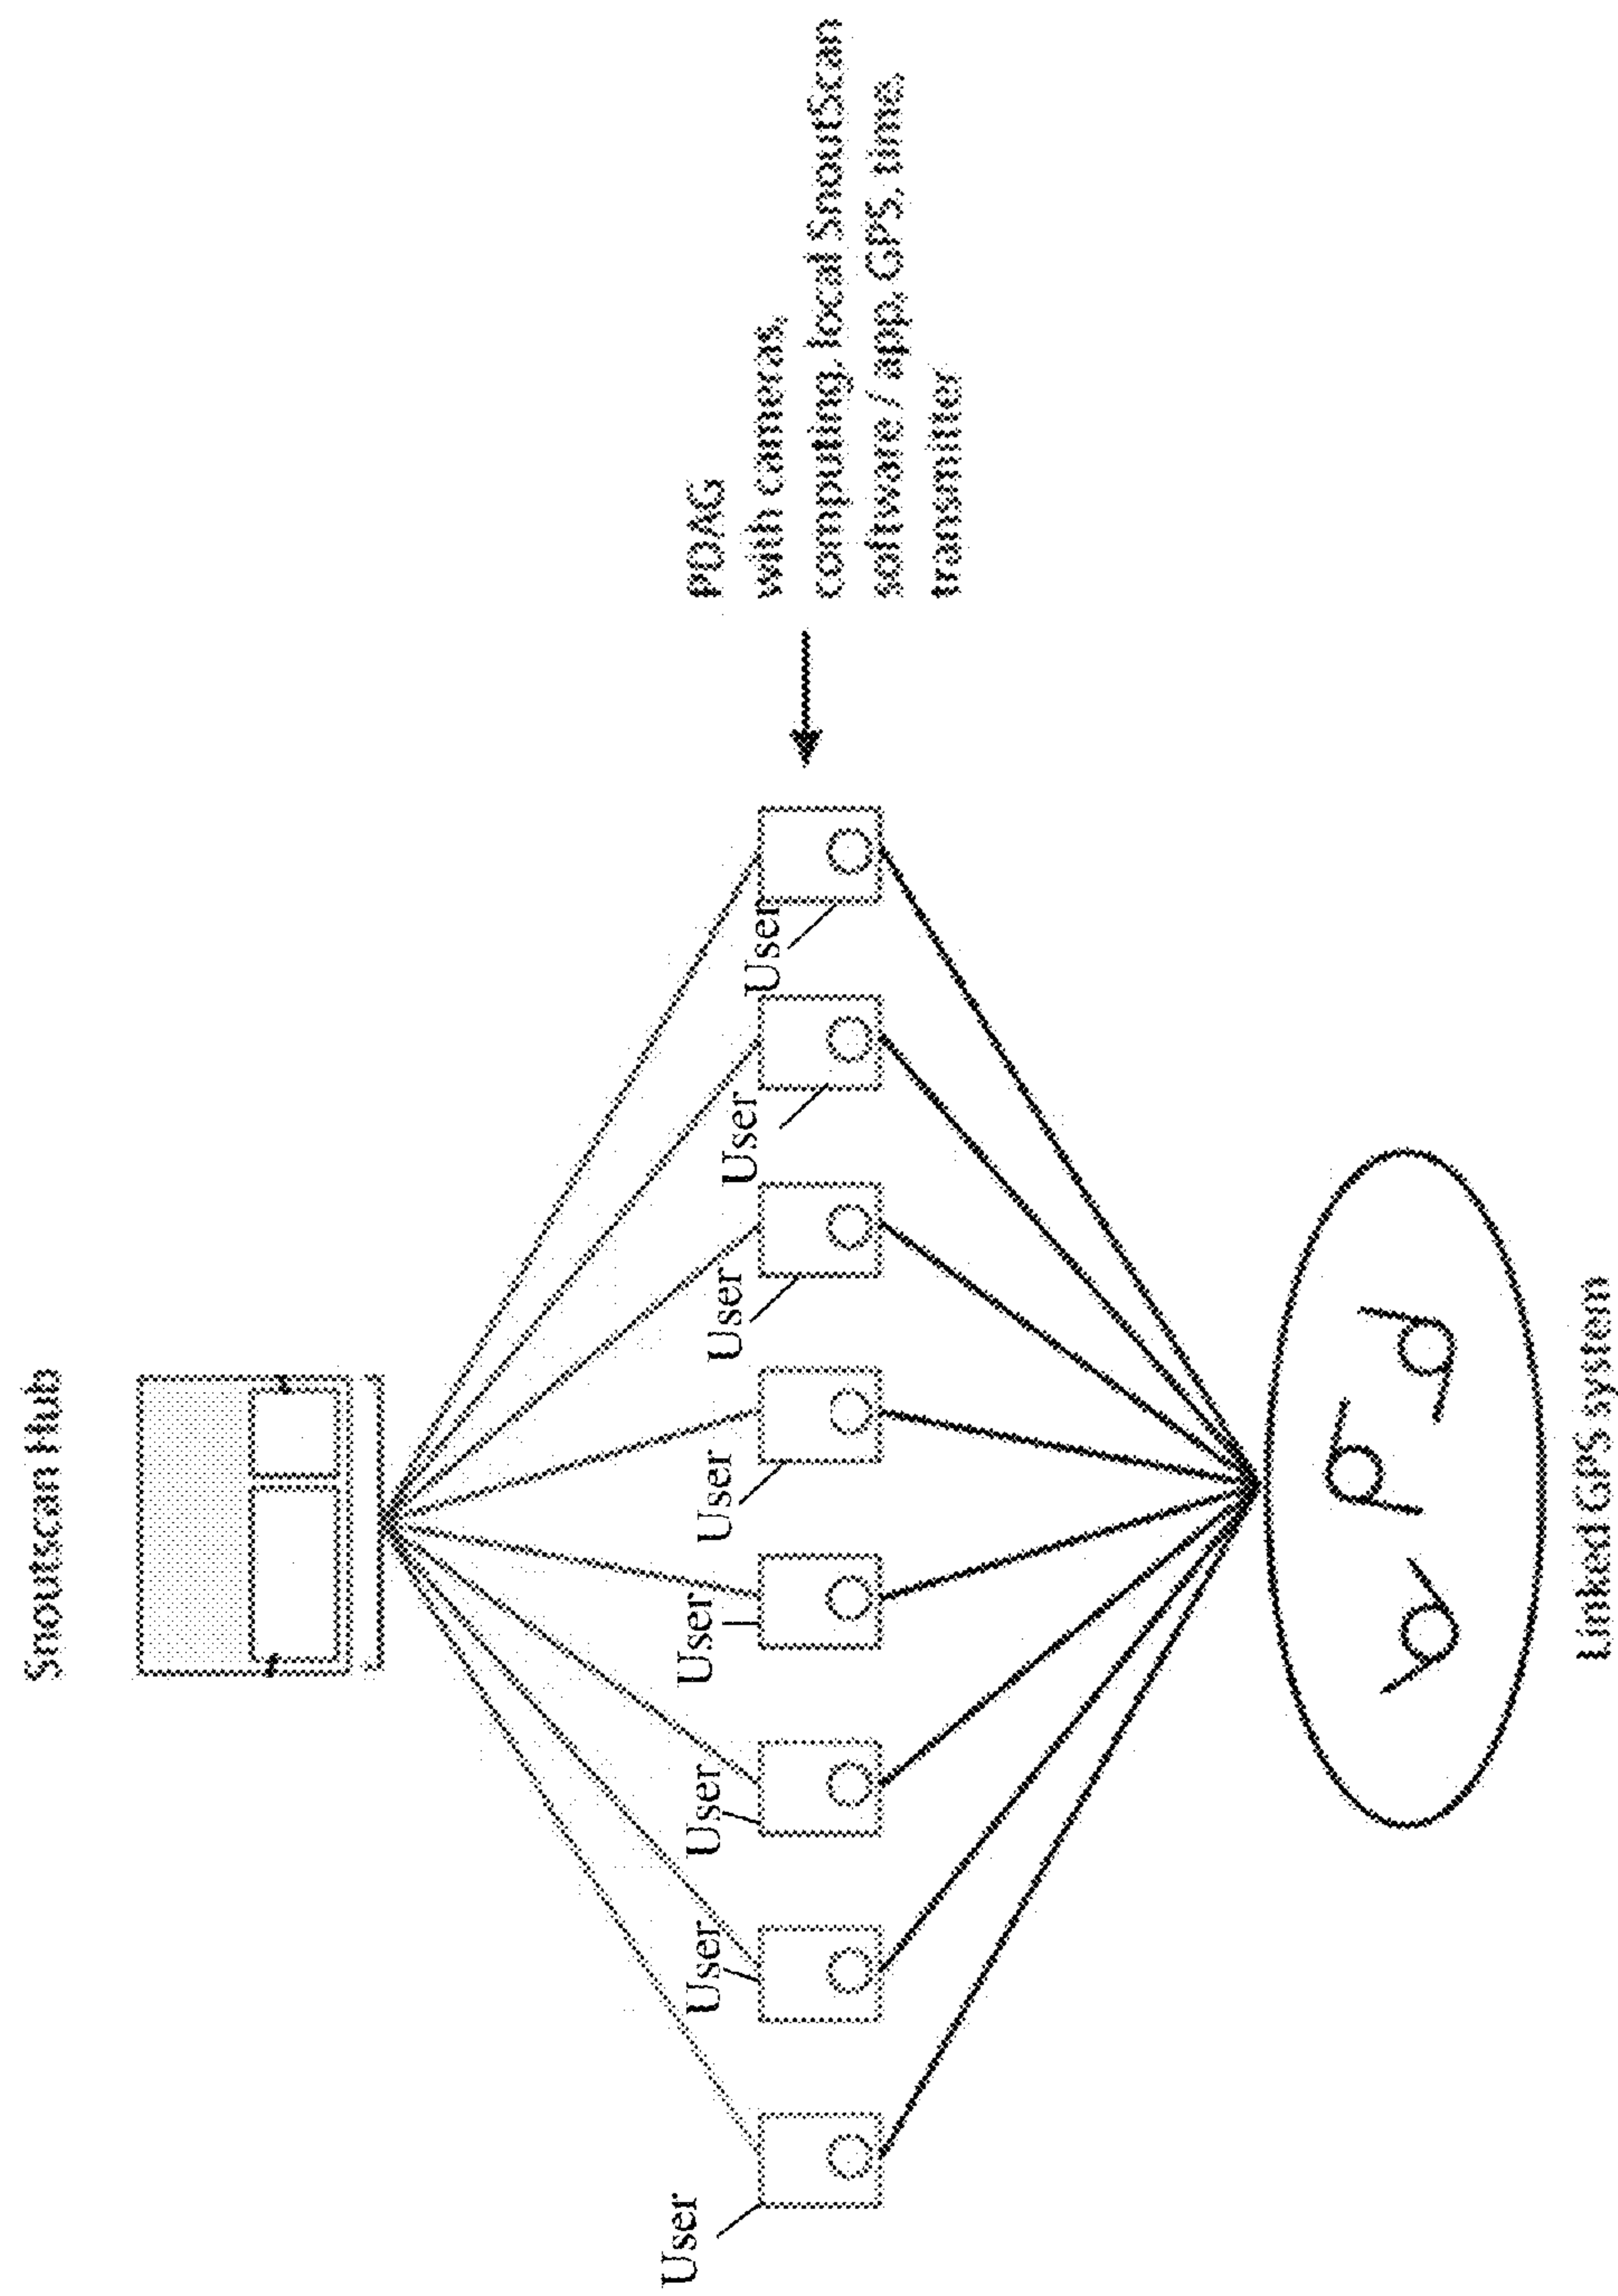 Snoutscan Hub
PDAG
with cameras,
computing, local SnoutScan
software / app, GPS, time,
transmitter
User
User
User
User
User
User
User
User
Linked GPS system